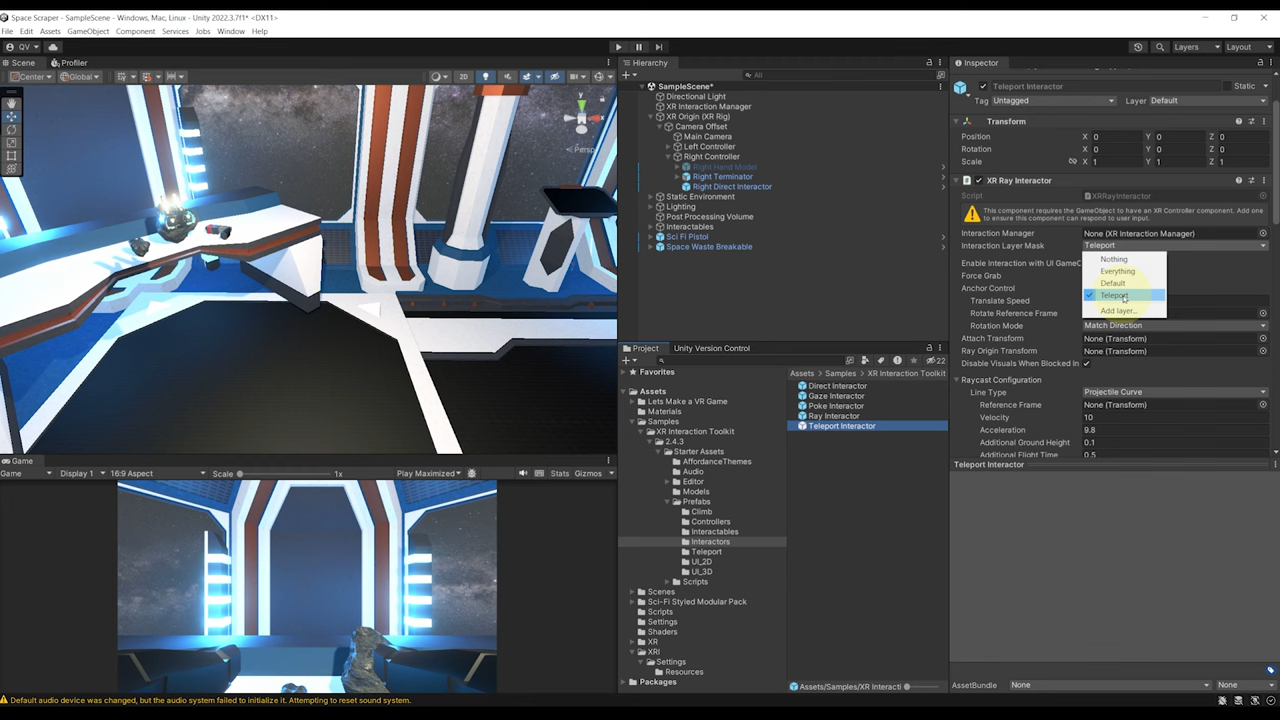 Space Scraper - SampleScene - Windows, Mac, Linux - Unity 2022.3.7f1* <DX11>
File Edit Assets GameObject Component Services Jobs Window Help
QV Layers Layout
Scene Profiler
Center Global 2D
y
Persp
Hierarchy
All
SampleScene*
Directional Light
XR Interaction Manager
XR Origin (XR Rig)
Camera Offset
Main Camera
Left Controller
Right Controller
Right Hand Model
Right Terminator
Right Direct Interactor
Static Environment
Lighting
Post Processing Volume
Interactables
Sci Fi Pistol
Space Waste Breakable
Project Unity Version Control
22
Favorites
Assets
Lets Make a VR Game
Materials
Samples
XR Interaction Toolkit
2.4.3
Starter Assets
AffordanceThemes
Audio
Editor
Models
Prefabs
Climb
Controllers
Interactables
Interactors
Teleport
UI_2D
UI_3D
Scripts
Scenes
Sci-Fi Styled Modular Pack
Scripts
Settings
Shaders
XR
XRI
Settings
Resources
Packages
Assets > Samples > XR Interaction Toolkit
Direct Interactor
Gaze Interactor
Poke Interactor
Ray Interactor
Teleport Interactor
Assets/Samples/XR Interacti
Inspector
Teleport Interactor Static
Tag Untagged Layer Default
Transform
Position X 0 Y 0 Z 0
Rotation X 0 Y 0 Z 0
Scale X 1 Y 1 Z 1
XR Ray Interactor
Script XRRayInteractor
This component requires the GameObject to have an XR Controller component. Add one
to ensure this component can respond to user input.
Interaction Manager None (XR Interaction Manager)
Interaction Layer Mask Teleport
Nothing
Everything
Default
Teleport
Add layer...
Enable Interaction with UI GameO
Force Grab
Anchor Control
Translate Speed
Rotate Reference Frame
Rotation Mode Match Direction
Attach Transform None (Transform)
Ray Origin Transform None (Transform)
Disable Visuals When Blocked In
Raycast Configuration
Line Type Projectile Curve
Reference Frame None (Transform)
Velocity 10
Acceleration 9.8
Additional Ground Height 0.1
Additional Flight Time 0.5
Teleport Interactor
AssetBundle None None
Game
Game Display 1 16:9 Aspect Scale 1x Play Maximized Stats Gizmos
Default audio device was changed, but the audio system failed to initialize it. Attempting to reset sound system.